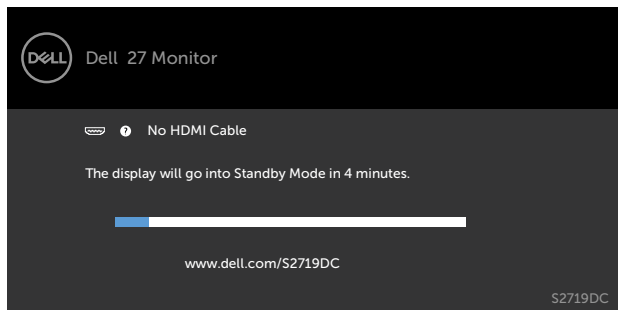 DELL
Dell 27 Monitor
? No HDMI Cable
The display will go into Standby Mode in 4 minutes.
www.dell.com/S2719DC
S2719DC